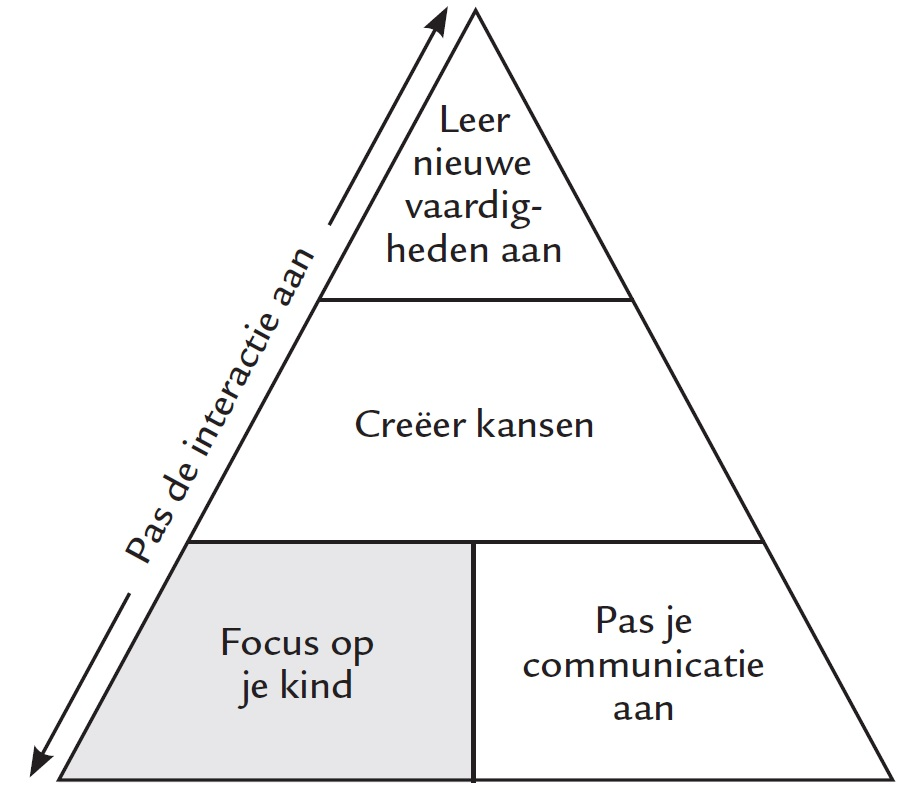 Leer
nieuwe
vaardig-
heden aan
Pas de interactie aan
Creëer kansen
Focus op
je kind
Pas je
communicatie
aan